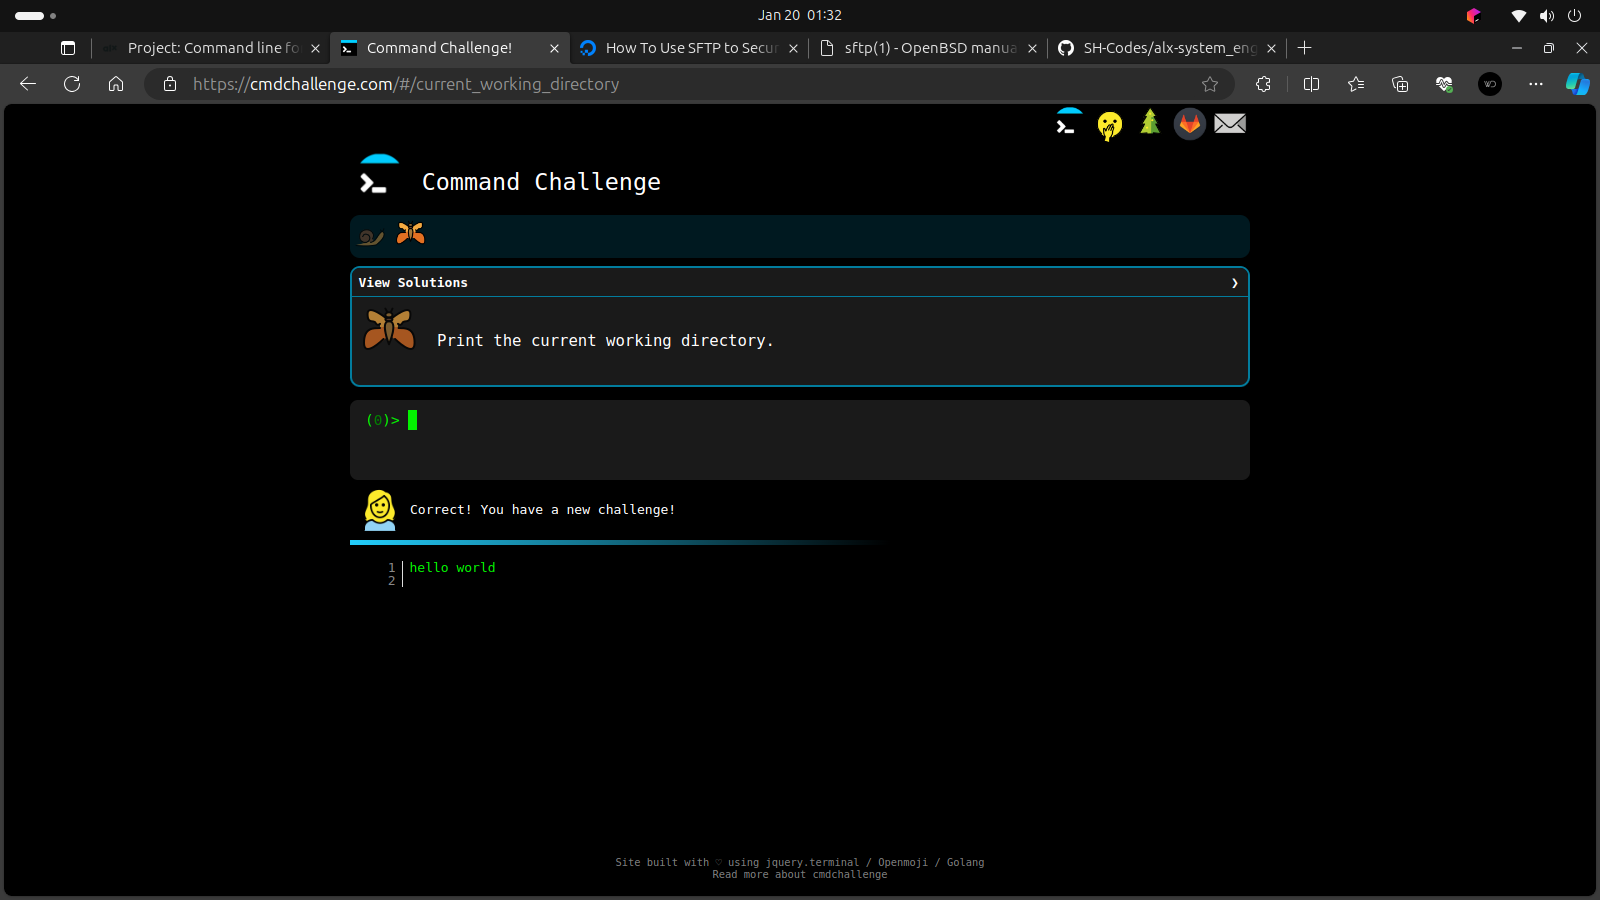 Jan 20 01:32
Project: Command line fo
Command Challenge!
How To Use SFTP to Secur
sftp(1) - OpenBSD manua
SH-Codes/alx-system_eng
https://cmdchallenge.com/#/current_working_directory
Command Challenge
View Solutions
Print the current working directory.
(0)>
Correct! You have a new challenge!
1 hello world
2
Site built with ♡ using jquery.terminal / Openmoji / Golang
Read more about cmdchallenge